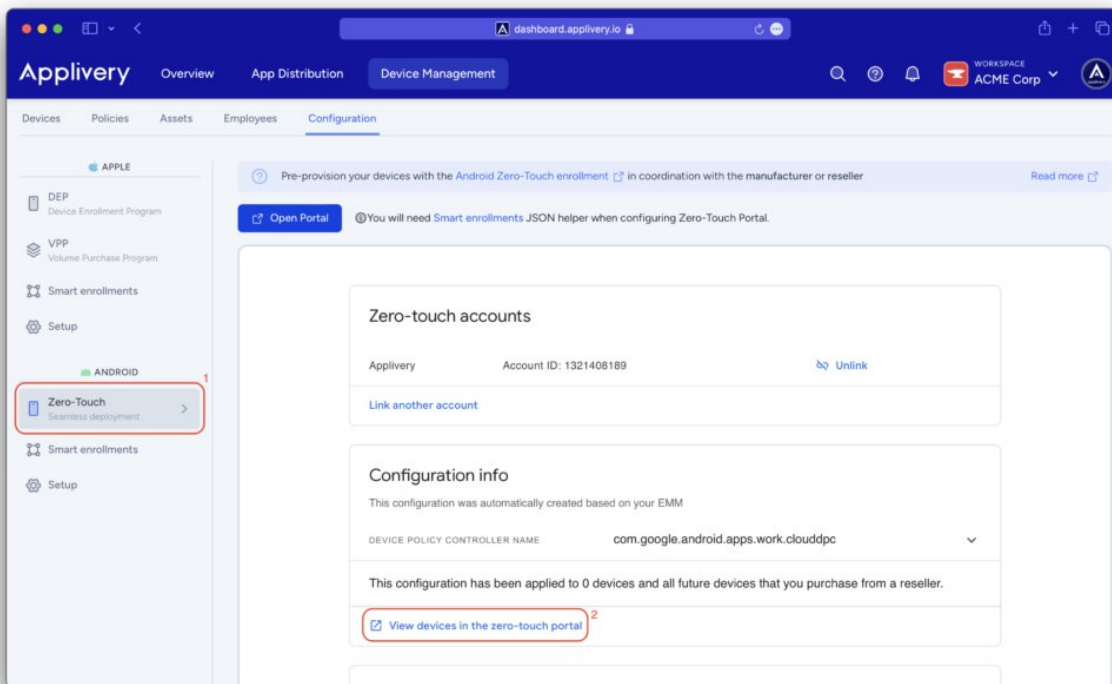 dashboard.applivery.io
Applivery Overview App Distribution Device Management WORKSPACE ACME Corp
Devices Policies Assets Employees Configuration
APPLE
DEP
Device Enrollment Program
VPP
Volume Purchase Program
Smart enrollments
Setup
ANDROID
1
Zero-Touch
Seamless deployment
Smart enrollments
Setup
Pre-provision your devices with the Android Zero-Touch enrollment in coordination with the manufacturer or reseller Read more
Open Portal You will need Smart enrollments JSON helper when configuring Zero-Touch Portal.
Zero-touch accounts
Applivery Account ID: 1321408189 Unlink
Link another account
Configuration info
This configuration was automatically created based on your EMM
DEVICE POLICY CONTROLLER NAME com.google.android.apps.work.clouddpc
This configuration has been applied to 0 devices and all future devices that you purchase from a reseller.
View devices in the zero-touch portal 2